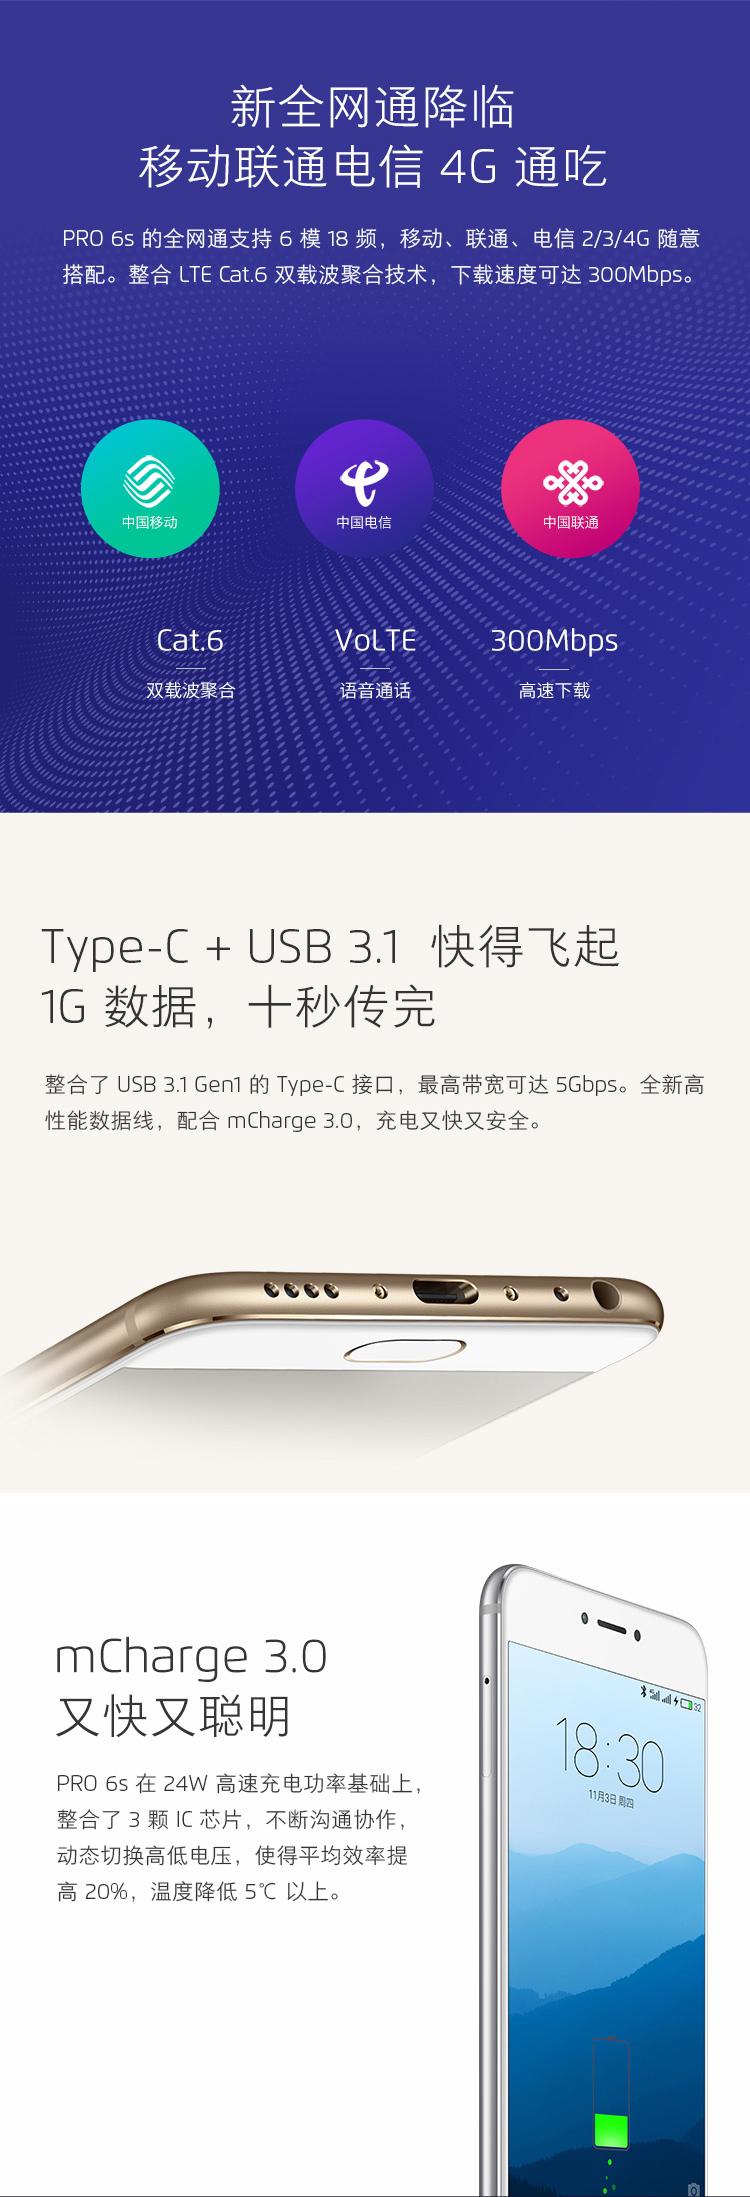 新全网通降临
移动联通电信 4G 通吃
PRO 6s 的全网通支持 6 模 18 频，移动、联通、电信 2/3/4G 随意
搭配。整合 LTE Cat.6 双载波聚合技术，下载速度可达 300Mbps。
中国移动
中国电信
中国联通
Cat.6
VoLTE
300Mbps
双载波聚合
语音通话
高速下载
Type-C + USB 3.1 快得飞起
1G 数据，十秒传完
整合了 USB 3.1 Gen1 的 Type-C 接口，最高带宽可达 5Gbps。全新高
性能数据线，配合 mCharge 3.0，充电又快又安全。
mCharge 3.0
又快又聪明
PRO 6s 在 24W 高速充电功率基础上，
整合了 3 颗 IC 芯片，不断沟通协作，
动态切换高低电压，使得平均效率提
高 20%，温度降低 5℃ 以上。
4G
32
18:30
11月3日 周四